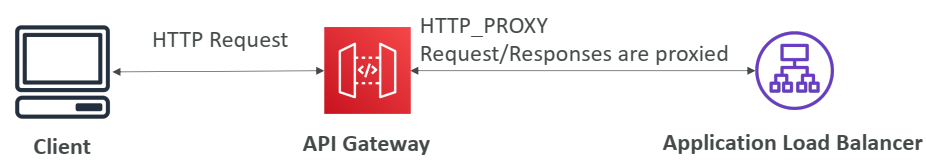 HTTP Request
HTTP_PROXY
Request/Responses are proxied
</>
Client
API Gateway
Application Load Balancer